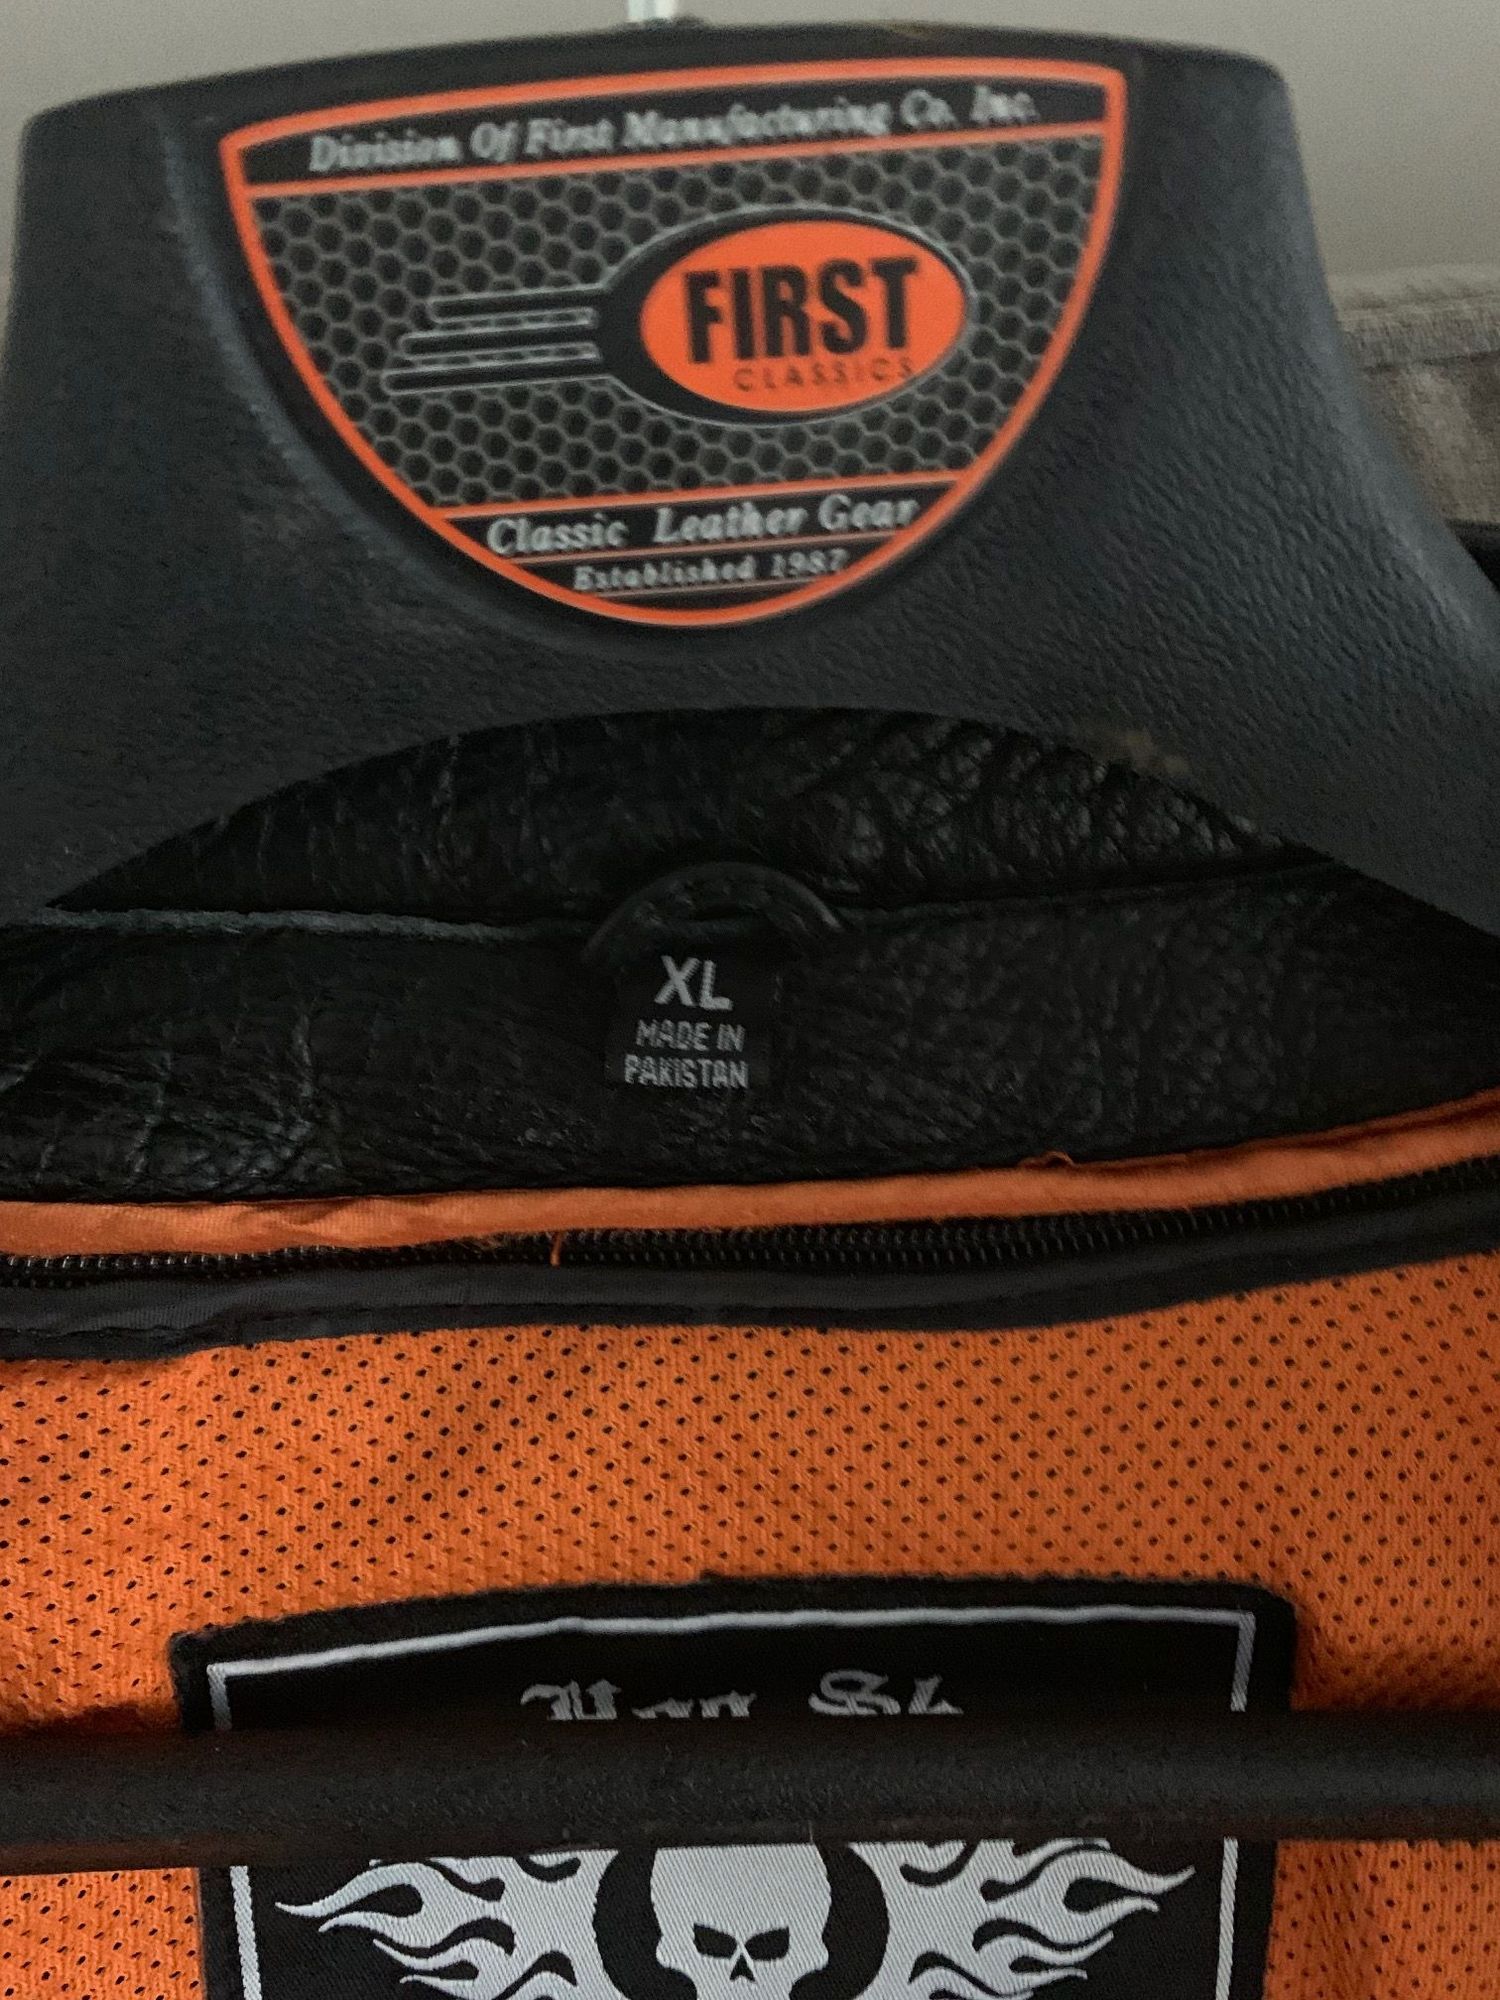 Division Of First Manufacturing Co. Inc.
FIRST
CLASSICS
Classic Leather Gear
Established 1987
XL
MADE IN
PAKISTAN